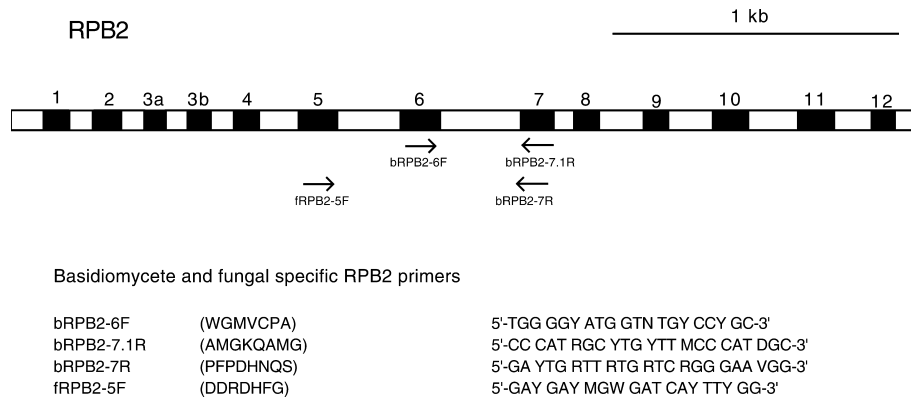 RPB2
1 kb
1 2 3a 3b 4 5 6 7 8 9 10 11 12
bRPB2-6F bRPB2-7.1R
fRPB2-5F bRPB2-7R
Basidiomycete and fungal specific RPB2 primers
bRPB2-6F (WGMVCPA) 5'-TGG GGY ATG GTN TGY CCY GC-3'
bRPB2-7.1R (AMGKQAMG) 5'-CC CAT RGC YTG YTT MCC CAT DGC-3'
bRPB2-7R (PFPDHNQS) 5'-GA YTG RTT RTG RTC RGG GAA VGG-3'
fRPB2-5F (DDRDHFG) 5'-GAY GAY MGW GAT CAY TTY GG-3'